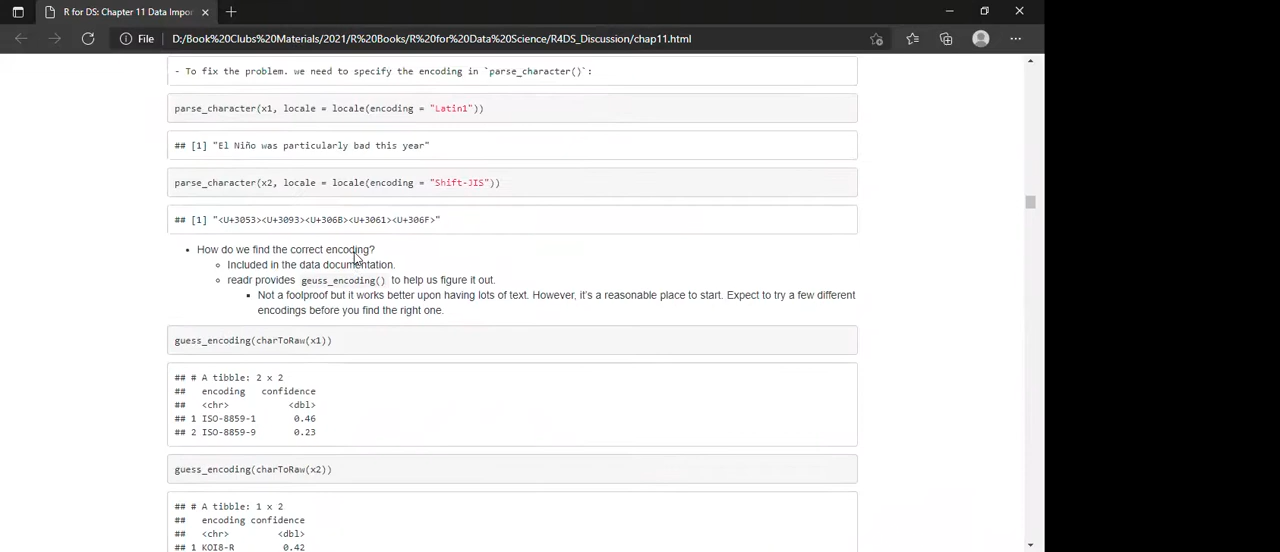 R for DS: Chapter 11 Data Impor
File D:/Book%20Clubs%20Materials/2021/R%20Books/R%20for%20Data%20Science/R4DS_Discussion/chap11.html
- To fix the problem. we need to specify the encoding in `parse_character()`:
parse_character(x1, locale = locale(encoding = "Latin1"))
## [1] "El Niño was particularly bad this year"
parse_character(x2, locale = locale(encoding = "Shift-JIS"))
## [1] "<U+3053><U+3093><U+306B><U+3061><U+306F>"
• How do we find the correct encoding?
◦ Included in the data documentation.
◦ readr provides geuss_encoding() to help us figure it out.
▪ Not a foolproof but it works better upon having lots of text. However, it's a reasonable place to start. Expect to try a few different
encodings before you find the right one.
guess_encoding(charToRaw(x1))
## # A tibble: 2 x 2
## encoding confidence
## <chr> <dbl>
## 1 ISO-8859-1 0.46
## 2 ISO-8859-9 0.23
guess_encoding(charToRaw(x2))
## # A tibble: 1 x 2
## encoding confidence
## <chr> <dbl>
## 1 KOI8-R 0.42